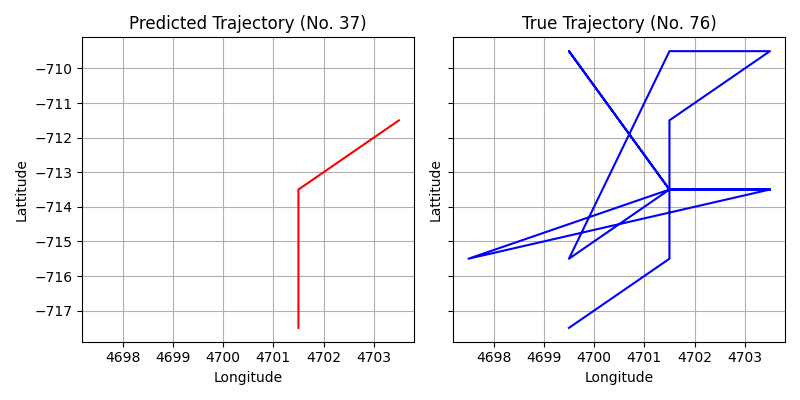 Predicted Trajectory (No. 37)
−710
−711
−712
−713
−714
−715
−716
−717
Lattitude
4698 4699 4700 4701 4702 4703
Longitude
True Trajectory (No. 76)
Lattitude
4698 4699 4700 4701 4702 4703
Longitude